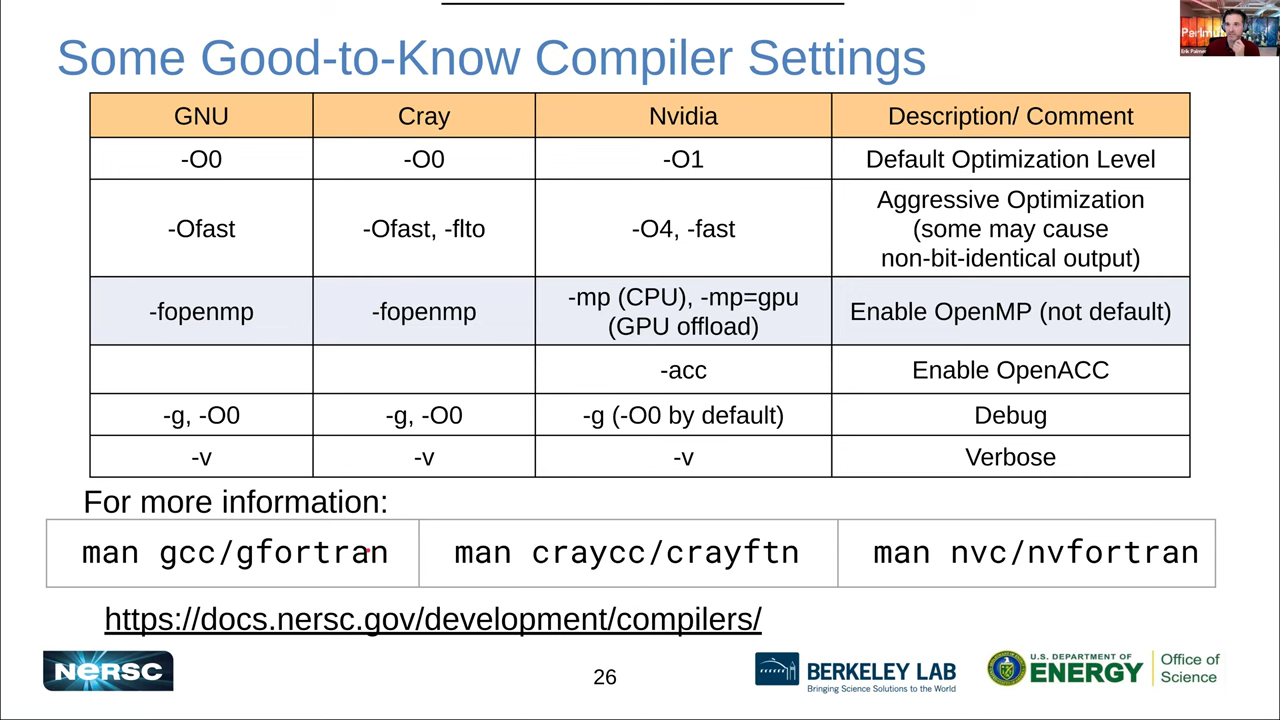 Some Good-to-Know Compiler Settings
GNU Cray Nvidia Description/ Comment
-O0 -O0 -O1 Default Optimization Level
-Ofast -Ofast, -flto -O4, -fast Aggressive Optimization
(some may cause
non-bit-identical output)
-fopenmp -fopenmp -mp (CPU), -mp=gpu
(GPU offload) Enable OpenMP (not default)
-acc Enable OpenACC
-g, -O0 -g, -O0 -g (-O0 by default) Debug
-v -v -v Verbose
For more information:
man gcc/gfortran man craycc/crayftn man nvc/nvfortran
https://docs.nersc.gov/development/compilers/
NERSC
26
BERKELEY LAB
Bringing Science Solutions to the World
U.S. DEPARTMENT OF
ENERGY
Office of
Science
Erik Palmer